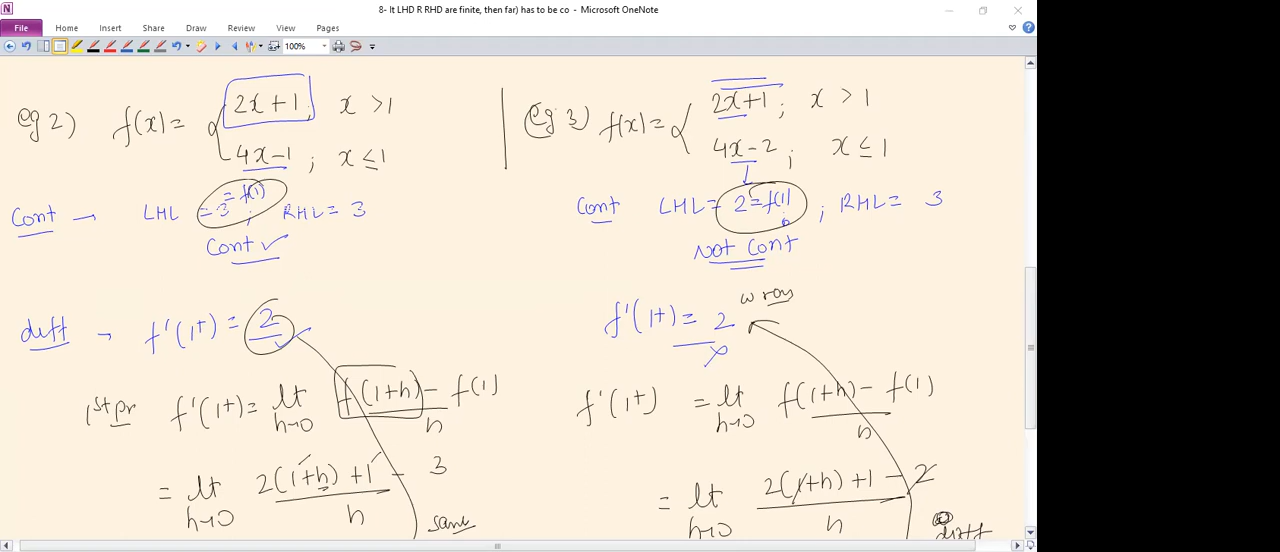 8- It LHD R RHD are finite, then far) has to be co - Microsoft OneNote
File Home Insert Share Draw Review View Pages
100%
eg 2) f(x) = { 2x + 1, x > 1
4x - 1 ; x ≤ 1
Cont → LHL = 3 = f(1) ; RHL = 3
Cont ✓
diff → f'(1+) = 2 ✓
1st pr f'(1+) = lt h→0 f(1+h) - f(1) / h
= lt h→0 2(1+h) + 1 - 3 / h
same
eg 3) f(x) = { 2x+1 ; x > 1
4x - 2 ; x ≤ 1
Cont LHL = 2 = f(1) ; RHL = 3
Not Cont
f'(1+) = 2 wrong
f'(1+) = lt h→0 f(1+h) - f(1) / h
= lt h→0 2(1+h) + 1 - 2 / h
diff